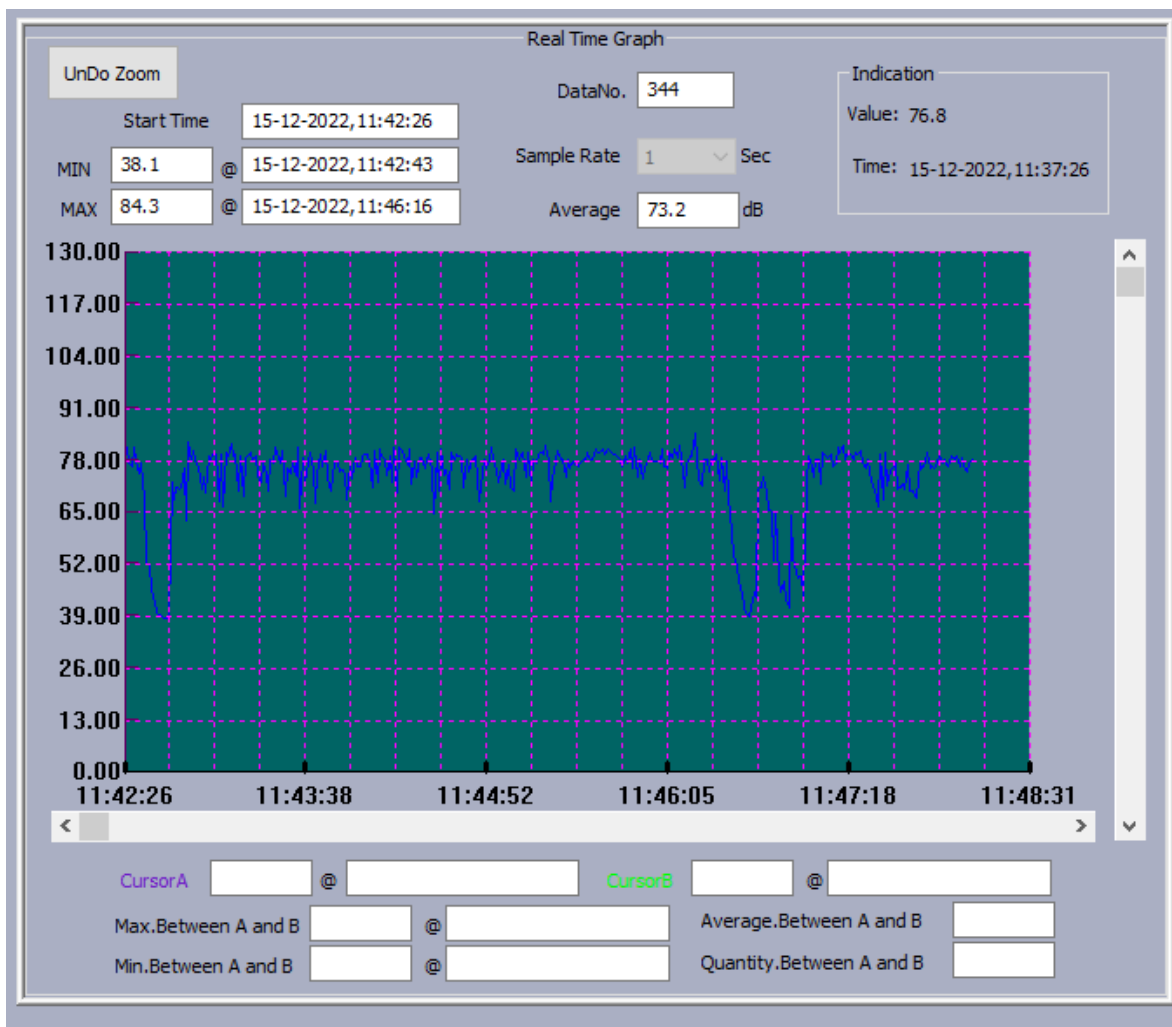 Real Time Graph
UnDo Zoom
DataNo. 344
Indication
Value: 76.8
Time: 15-12-2022,11:37:26
Start Time 15-12-2022,11:42:26
MIN 38.1 @ 15-12-2022,11:42:43
Sample Rate 1 Sec
MAX 84.3 @ 15-12-2022,11:46:16
Average 73.2 dB
130.00
117.00
104.00
91.00
78.00
65.00
52.00
39.00
26.00
13.00
0.00
11:42:26 11:43:38 11:44:52 11:46:05 11:47:18 11:48:31
CursorA @ CursorB @
Max.Between A and B @ Average.Between A and B
Min.Between A and B @ Quantity.Between A and B